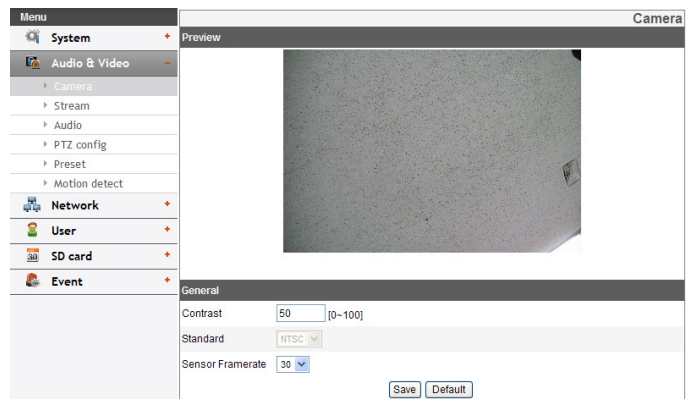 Menu
Camera
System +
Audio & Video -
Camera
Stream
Audio
PTZ config
Preset
Motion detect
Network +
User +
30 SD card +
Event +
Preview
General
Contrast 50 [0~100]
Standard NTSC
Sensor Framerate 30
Save Default